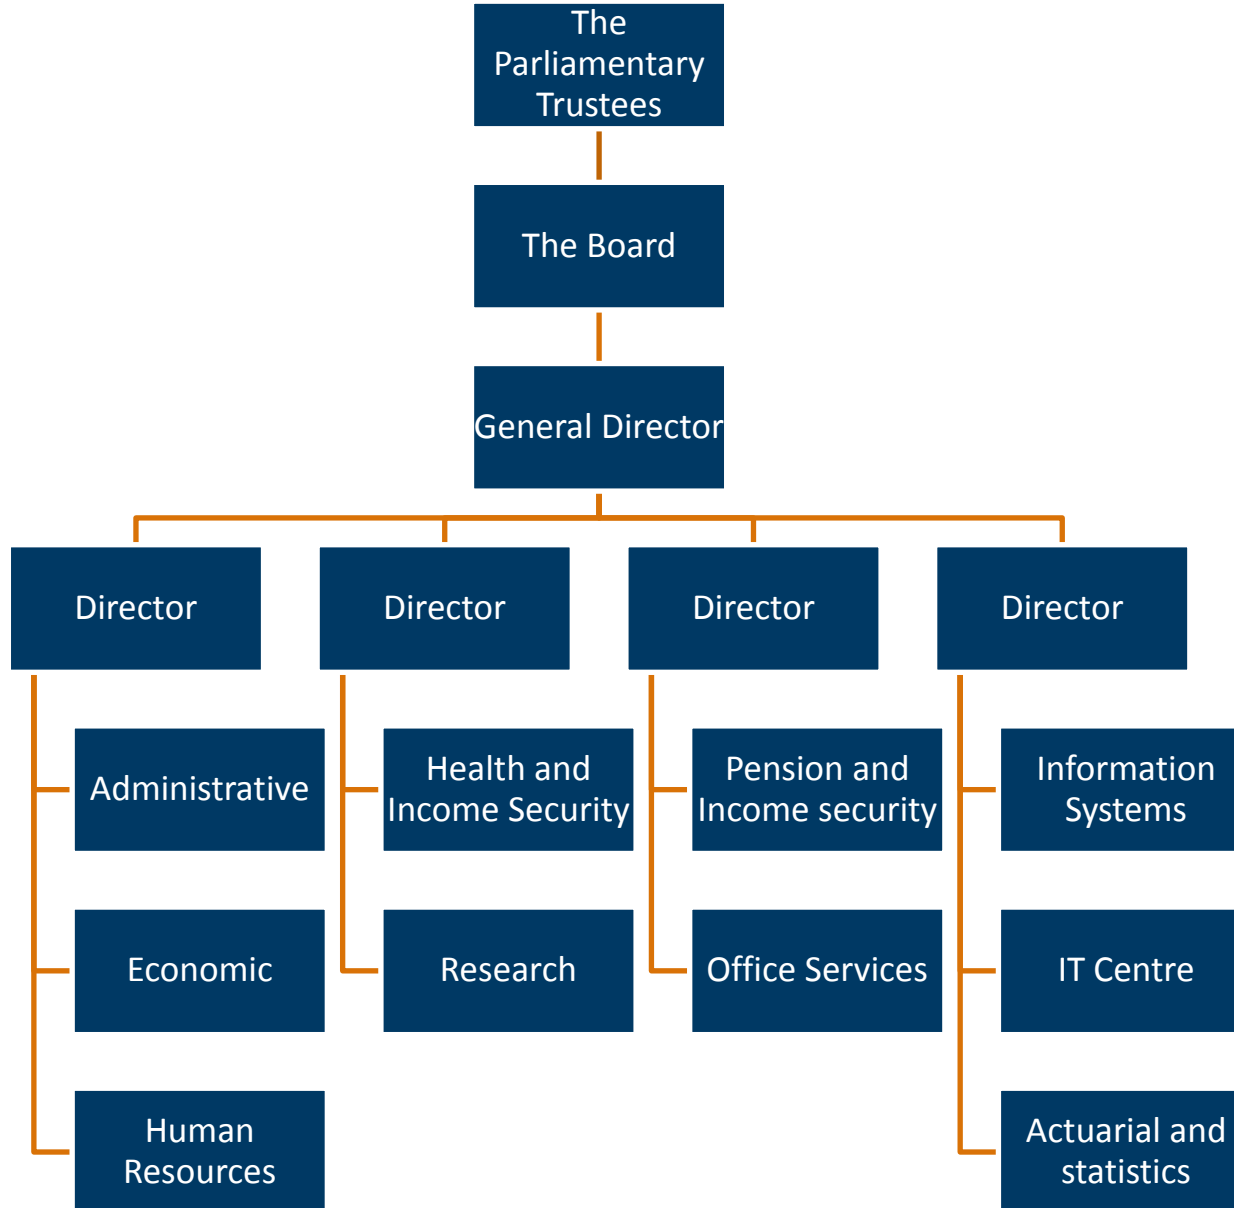 The
Parliamentary
Trustees
The Board
General Director
Director
Director
Director
Director
Administrative
Health and
Income Security
Pension and
Income security
Information
Systems
Economic
Research
Office Services
IT Centre
Human
Resources
Actuarial and
statistics